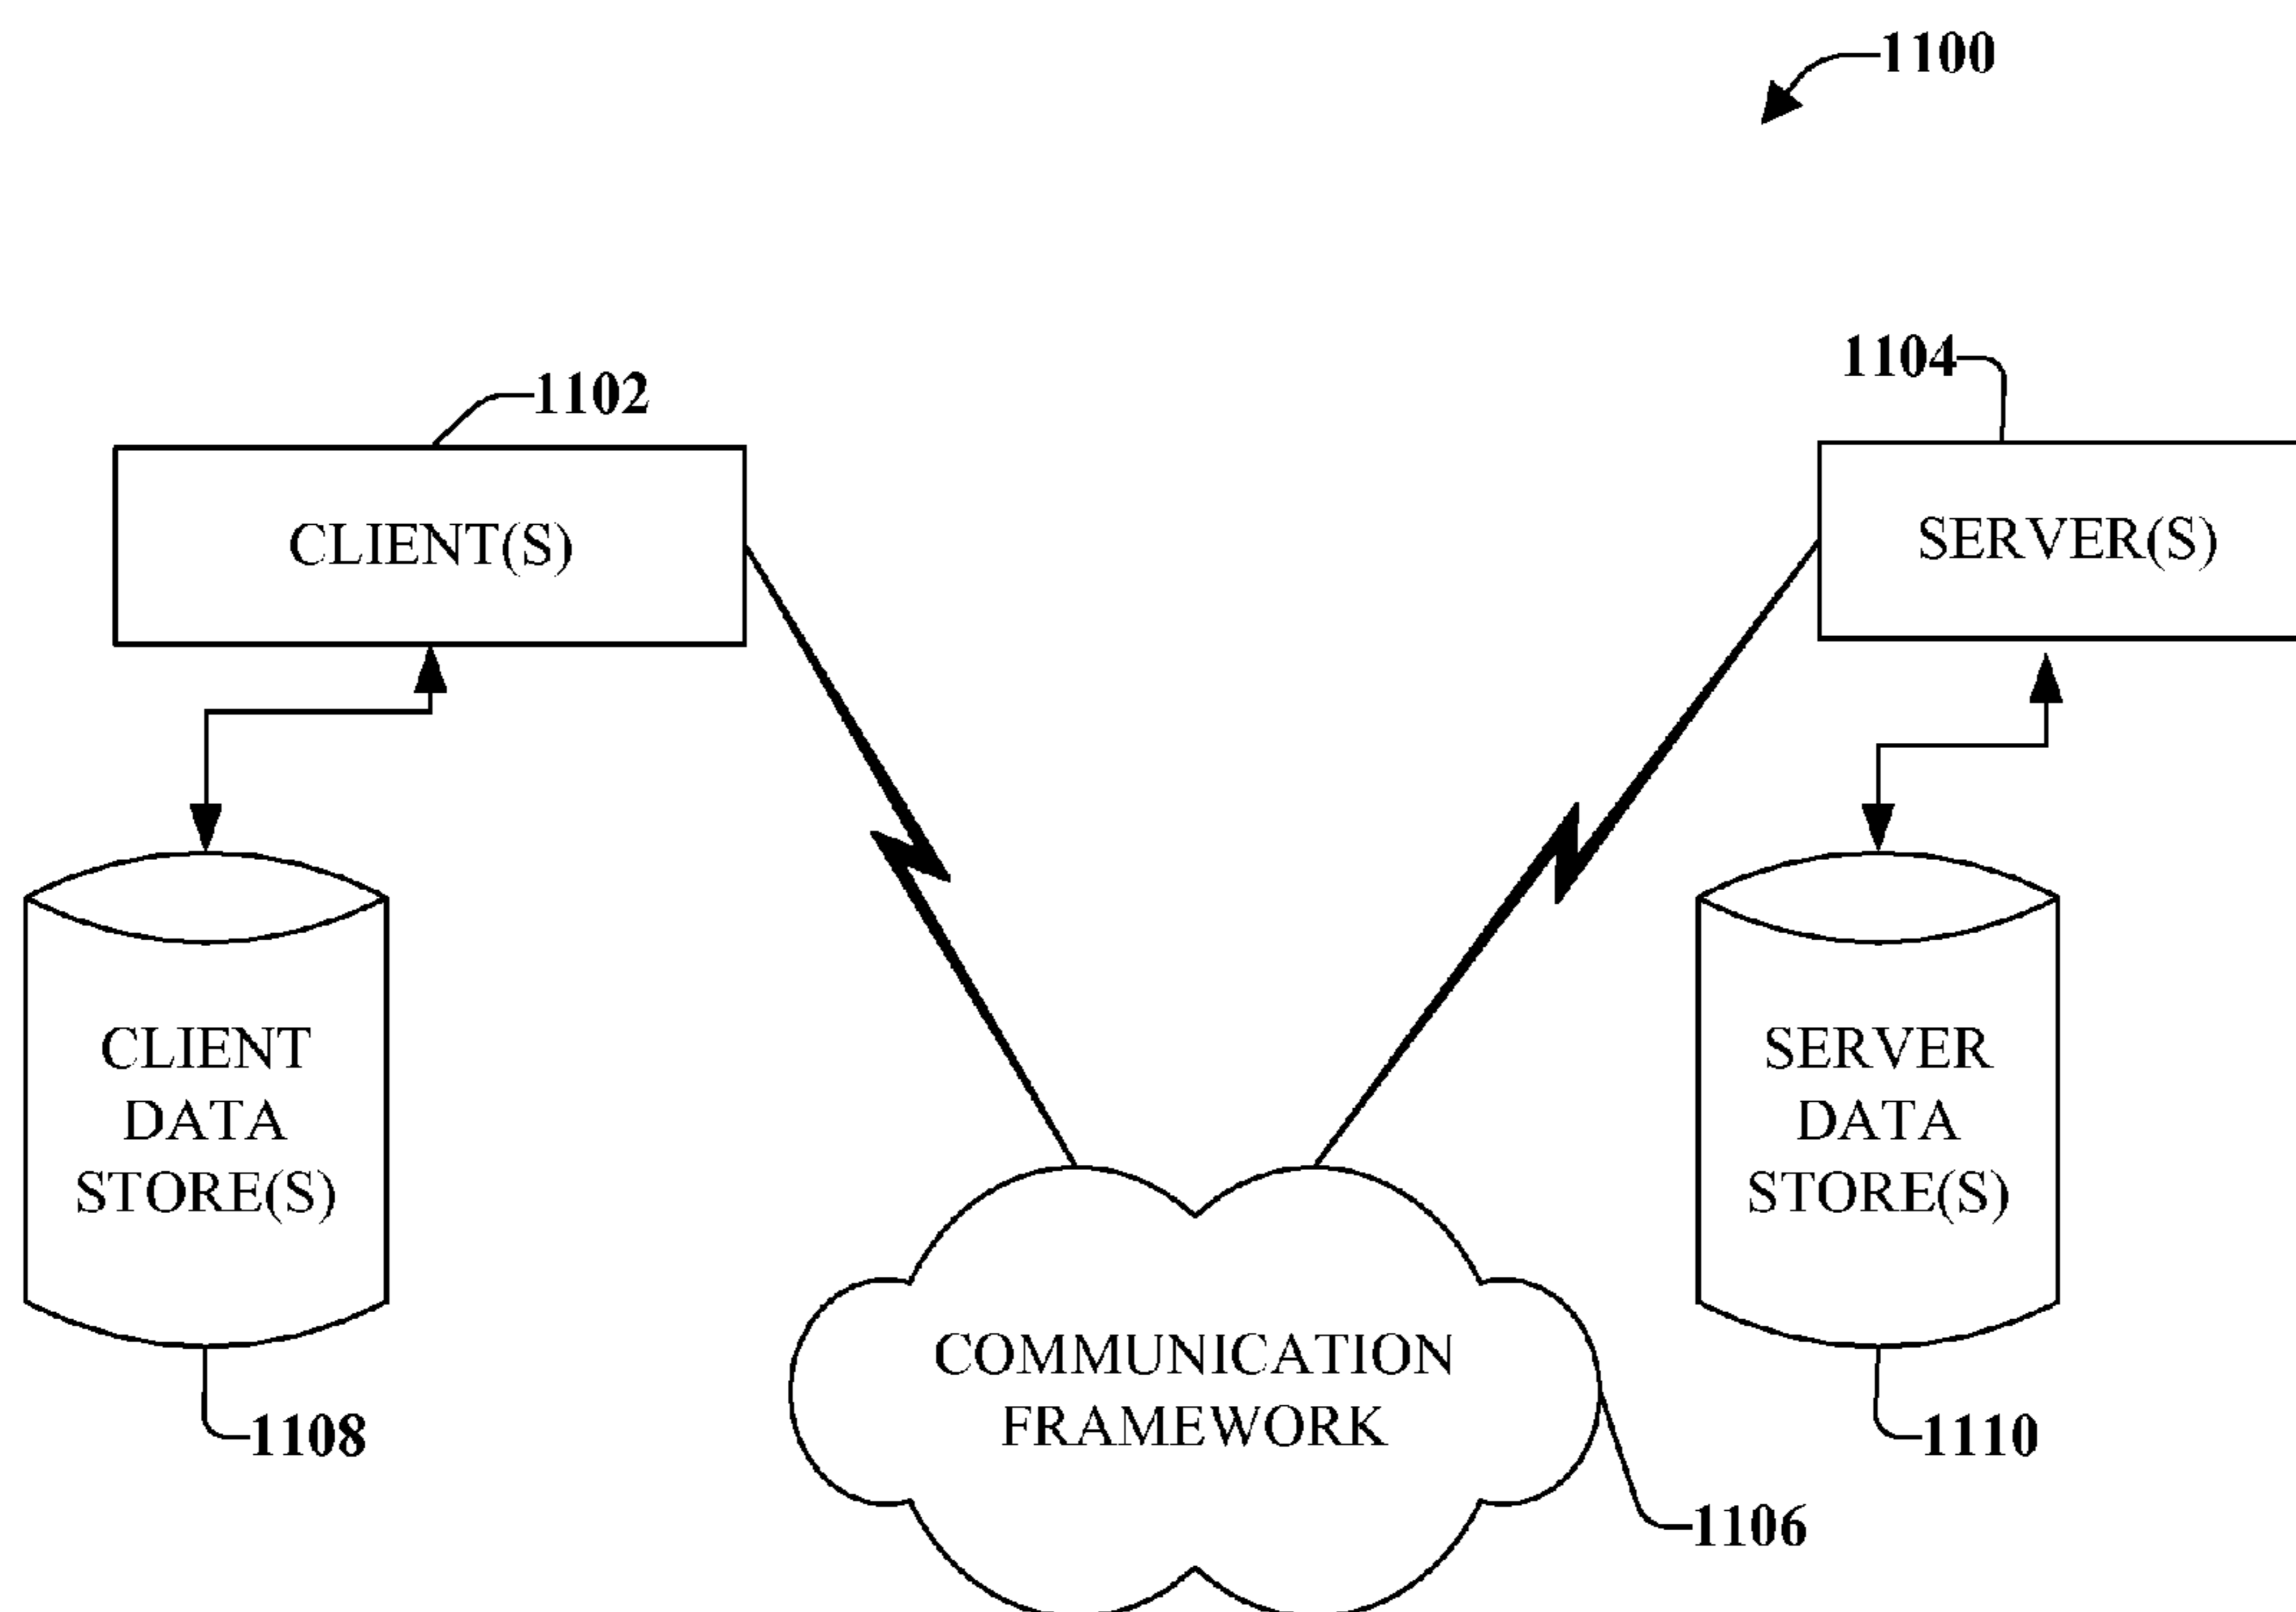 1100
1102
1104
CLIENT(S)
SERVER(S)
CLIENT
DATA
STORE(S)
SERVER
DATA
STORE(S)
COMMUNICATION
FRAMEWORK
1108
1110
1106